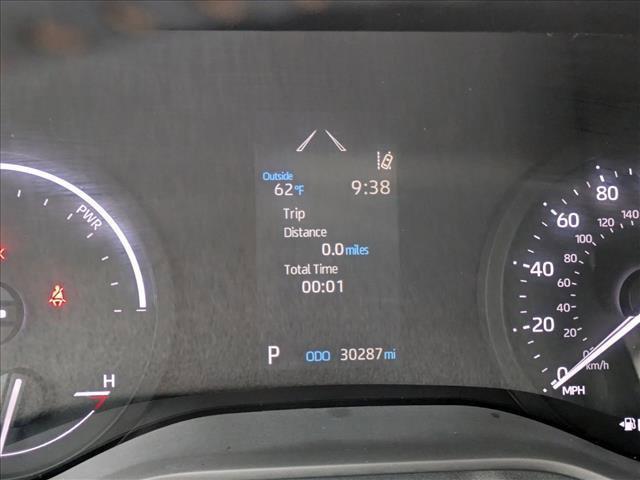 Outside
62°F 9:38
Trip
Distance
0.0 miles
Total Time
00:01
P ODO 30287 mi
PWR
H
80
60
40
20
0
MPH
140
120
100
80
60
40
20
0
km/h